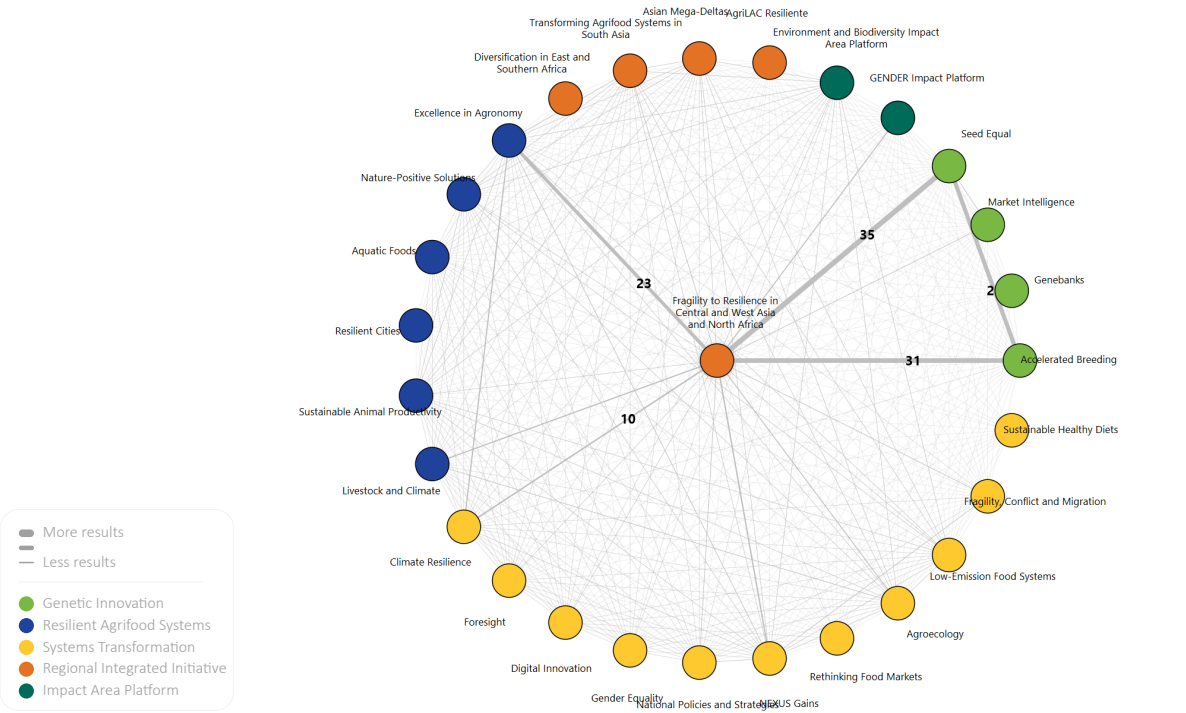 Asian Mega-Deltas
AgriLAC Resiliente
Transforming Agrifood Systems in
South Asia
Environment and Biodiversity Impact
Area Platform
Diversification in East and
Southern Africa
GENDER Impact Platform
Excellence in Agronomy
Seed Equal
Nature-Positive Solutions
Market Intelligence
35
Aquatic Foods
23
Genebanks
2
Fragility to Resilience in
Central and West Asia
and North Africa
Resilient Cities
31
Accelerated Breeding
Sustainable Animal Productivity
10
Sustainable Healthy Diets
Livestock and Climate
Fragility, Conflict and Migration
Climate Resilience
Low-Emission Food Systems
Foresight
Agroecology
Digital Innovation
Rethinking Food Markets
Gender Equality
National Policies and Strategies
NEXUS Gains
More results
Less results
Genetic Innovation
Resilient Agrifood Systems
Systems Transformation
Regional Integrated Initiative
Impact Area Platform